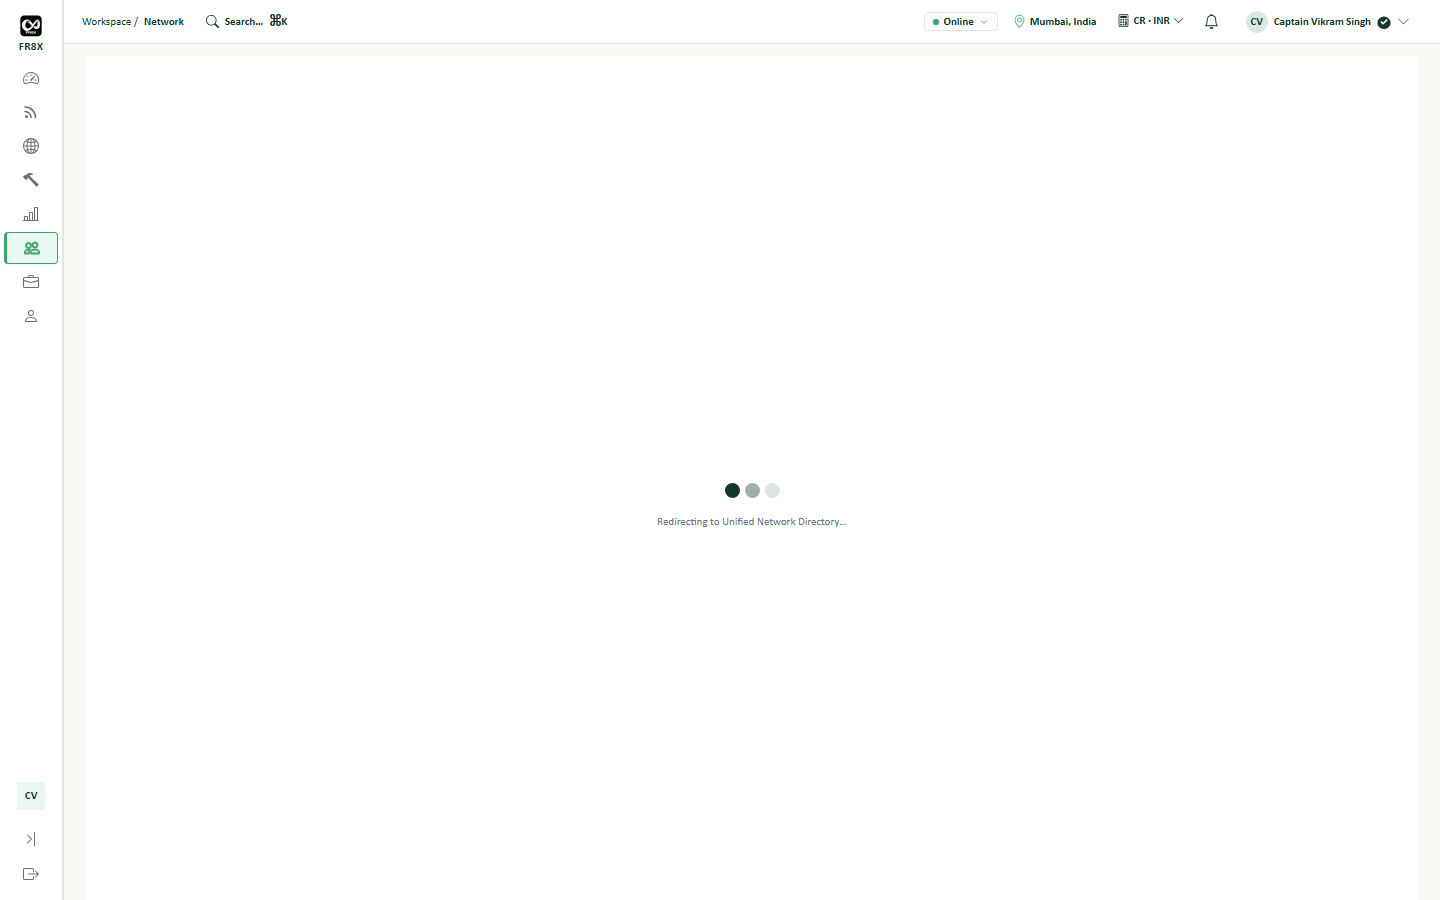 FR8X
Workspace / Network
Search... ⌘K
Online
Mumbai, India
CR • INR
CV
Captain Vikram Singh
Redirecting to Unified Network Directory...
CV